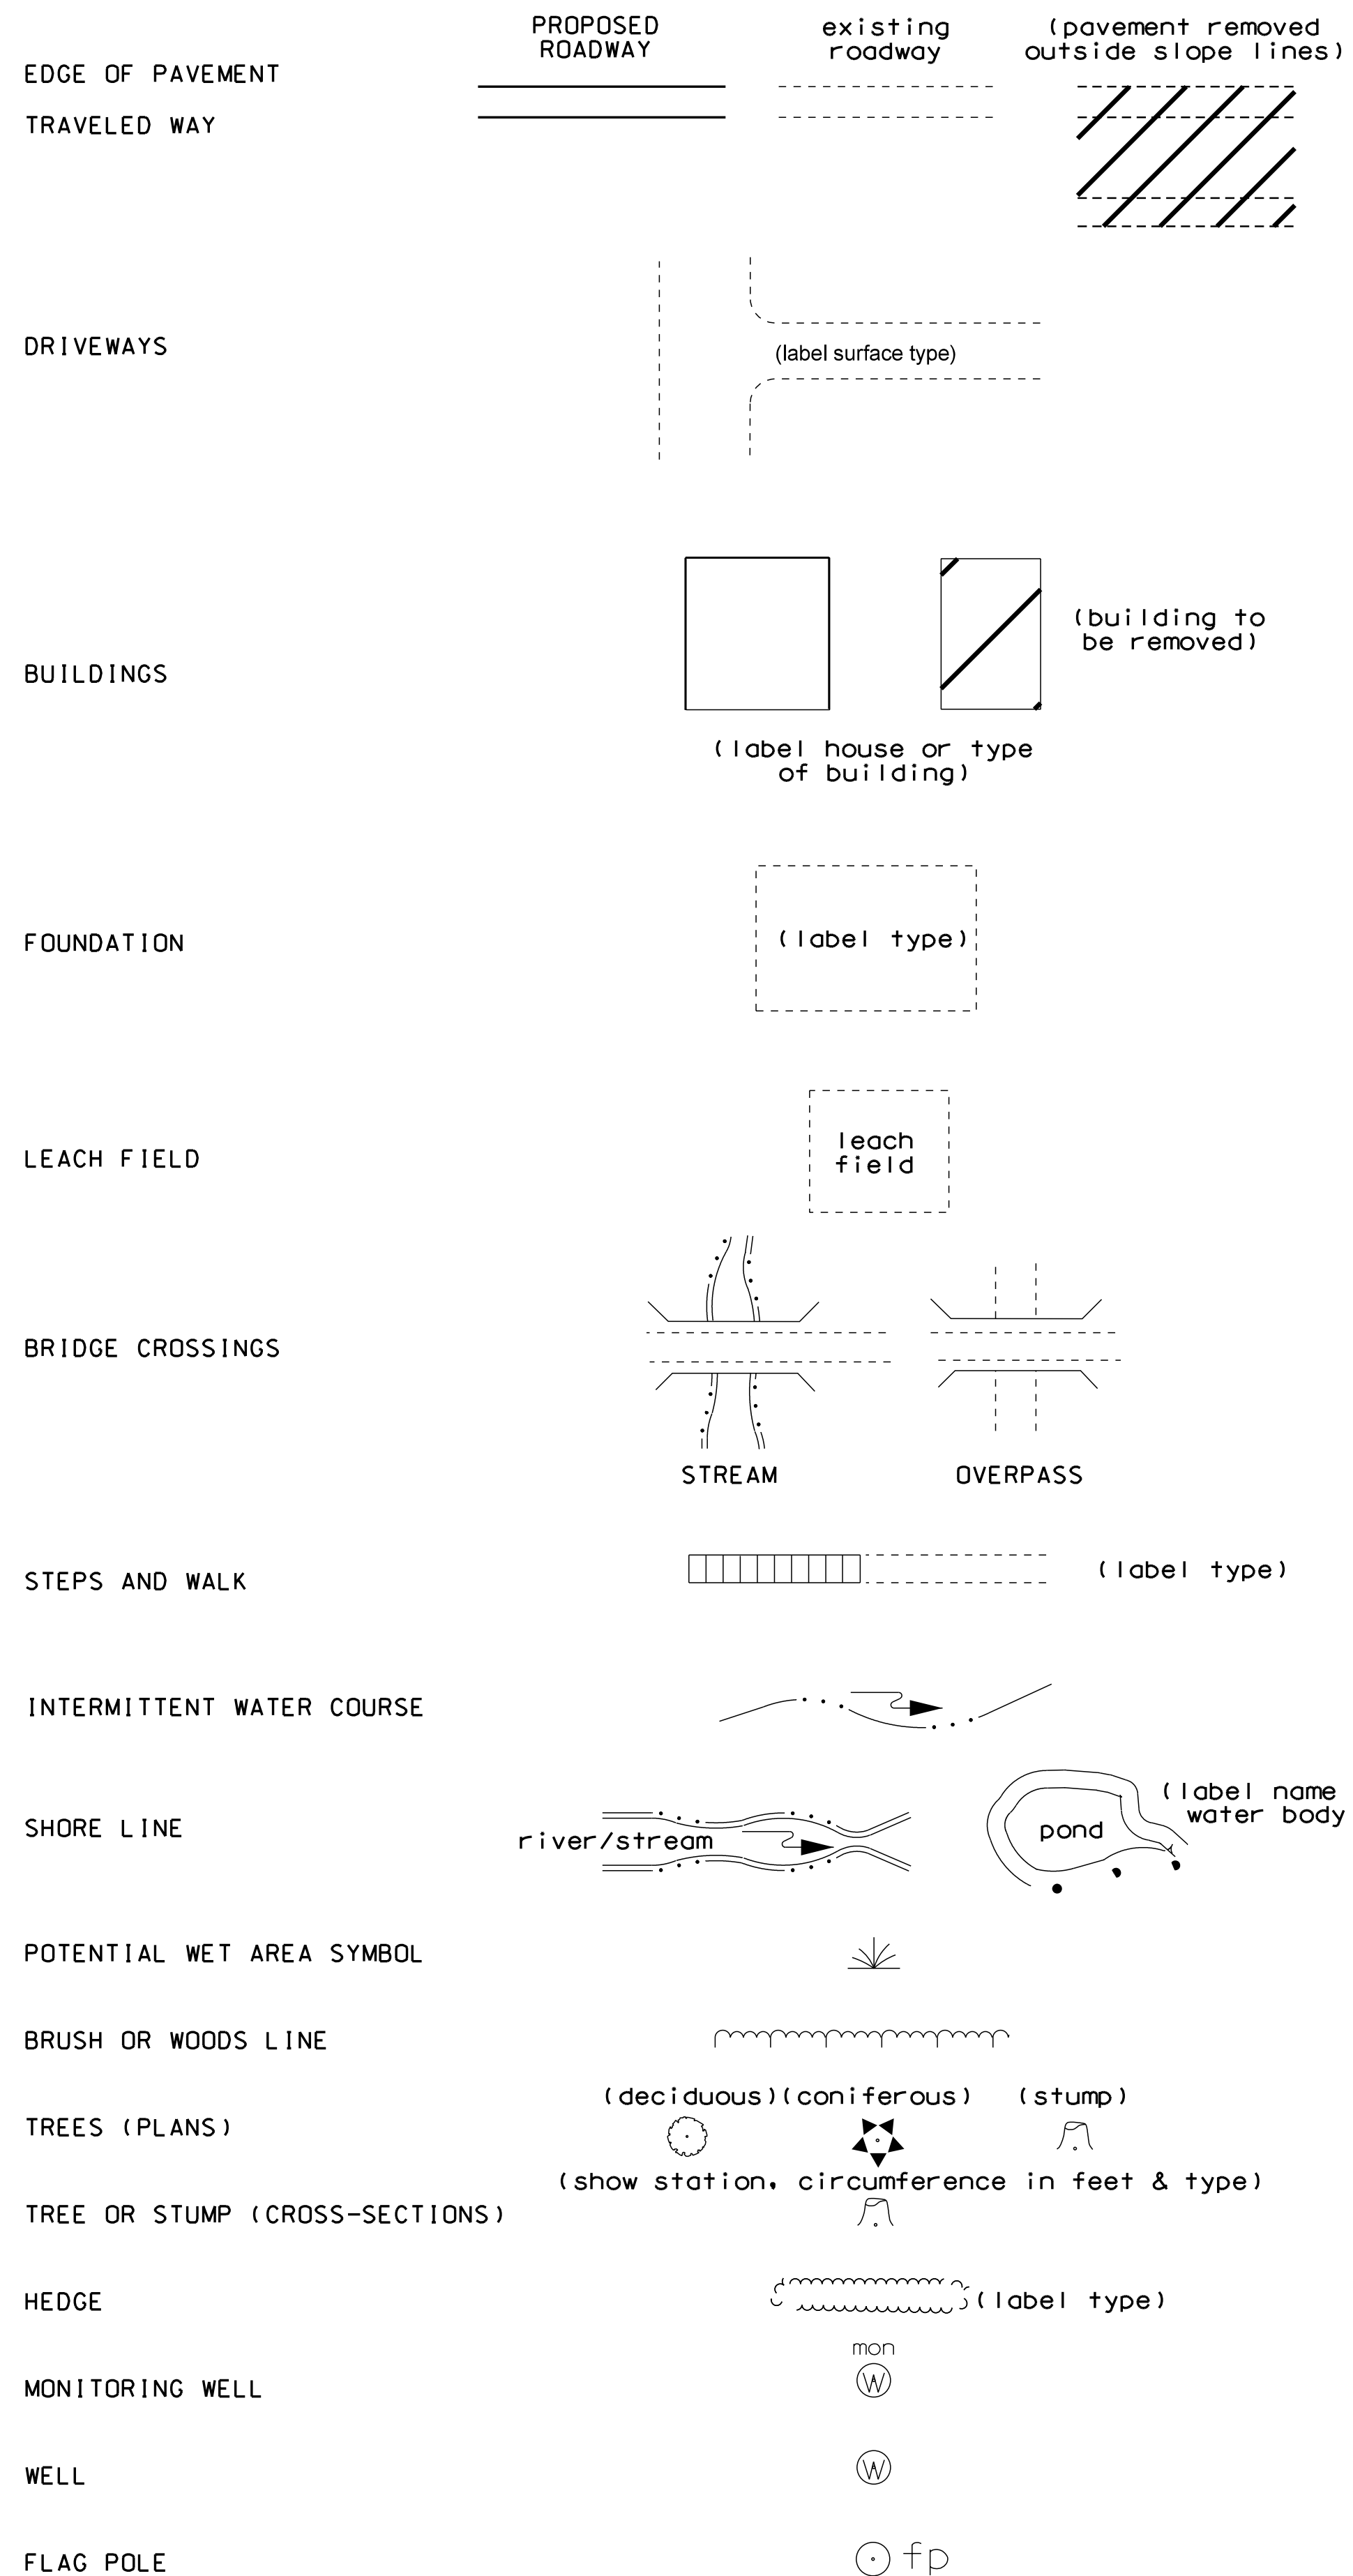 PROPOSED
ROADWAY
existing
roadway
(pavement removed
outside slope lines)
EDGE OF PAVEMENT
TRAVELED WAY
DRIVEWAYS
(label surface type)
BUILDINGS
(building to
be removed)
(label house or type
of building)
FOUNDATION
(label type)
LEACH FIELD
leach
field
BRIDGE CROSSINGS
STREAM
OVERPASS
STEPS AND WALK
(label type)
INTERMITTENT WATER COURSE
SHORE LINE
river/stream
pond
(label name
water body
POTENTIAL WET AREA SYMBOL
BRUSH OR WOODS LINE
TREES (PLANS)
(deciduous)
(coniferous)
(stump)
(show station, circumference in feet & type)
TREE OR STUMP (CROSS-SECTIONS)
HEDGE
(label type)
MONITORING WELL
mon
W
WELL
W
FLAG POLE
fp